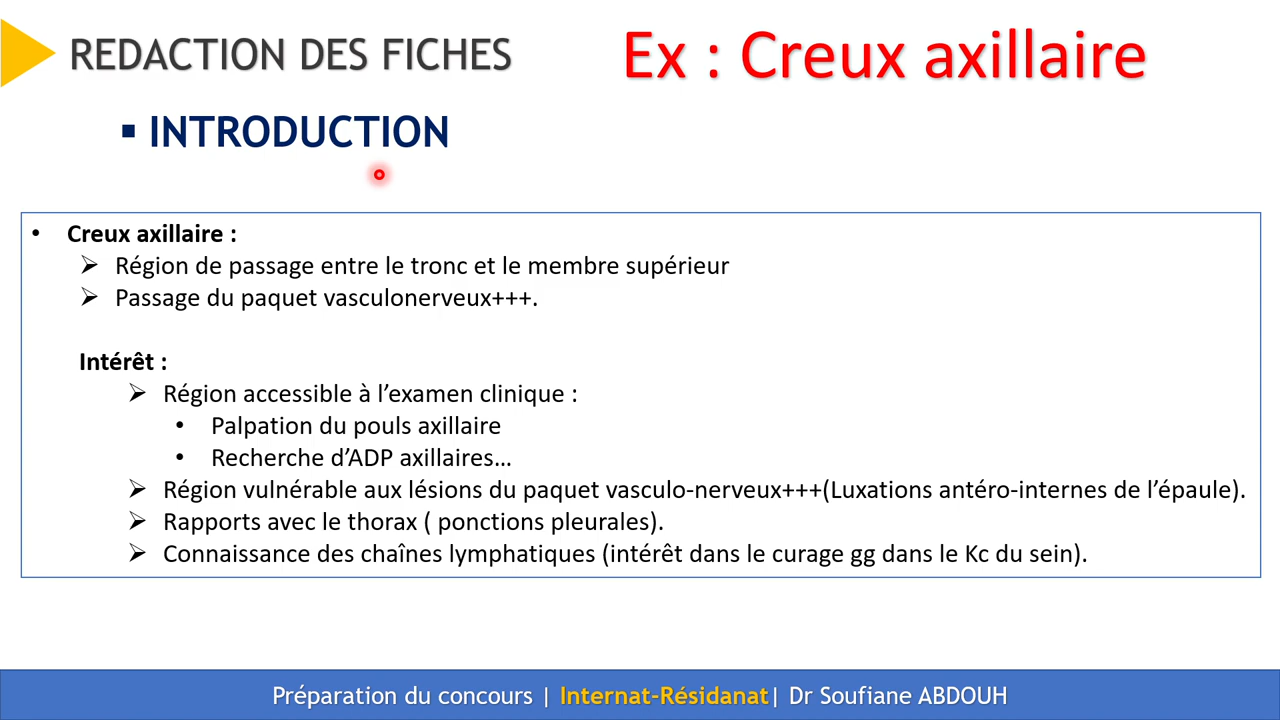 REDACTION DES FICHES
Ex : Creux axillaire
▪ INTRODUCTION
• Creux axillaire :
➢ Région de passage entre le tronc et le membre supérieur
➢ Passage du paquet vasculonerveux+++.
Intérêt :
➢ Région accessible à l’examen clinique :
• Palpation du pouls axillaire
• Recherche d’ADP axillaires…
➢ Région vulnérable aux lésions du paquet vasculo-nerveux+++(Luxations antéro-internes de l’épaule).
➢ Rapports avec le thorax ( ponctions pleurales).
➢ Connaissance des chaînes lymphatiques (intérêt dans le curage gg dans le Kc du sein).
Préparation du concours | Internat-Résidanat| Dr Soufiane ABDOUH